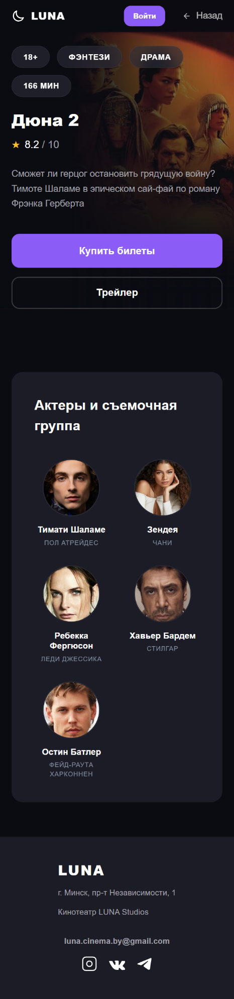 LUNA
Войти
← Назад
18+
ФЭНТЕЗИ
ДРАМА
166 МИН
Дюна 2
★ 8.2 / 10
Сможет ли герцог остановить грядущую войну?
Тимоте Шаламе в эпическом сай-фай по роману
Фрэнка Герберта
Купить билеты
Трейлер
Актеры и съемочная
группа
Тимати Шаламе
ПОЛ АТРЕЙДЕС
Зендея
ЧАНИ
Ребекка
Фергюсон
ЛЕДИ ДЖЕССИКА
Хавьер Бардем
СТИЛГАР
Остин Батлер
ФЕЙД-РАУТА
ХАРКОННЕН
LUNA
г. Минск, пр-т Независимости, 1
Кинотеатр LUNA Studios
luna.cinema.by@gmail.com